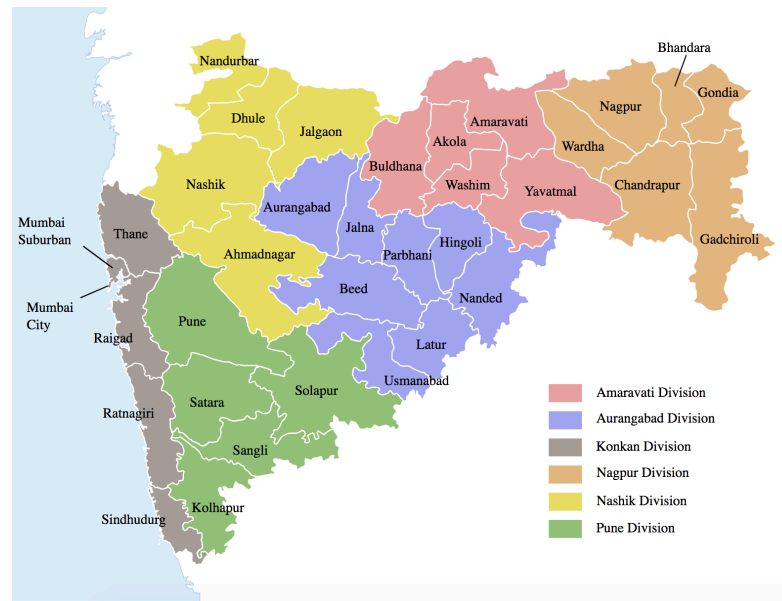 Bhandara
Nandurbar
Gondia
Nagpur
Dhule
Jalgaon
Amaravati
Akola
Wardha
Buldhana
Nashik
Washim
Yavatmal
Chandrapur
Aurangabad
Mumbai
Suburban
Thane
Jalna
Hingoli
Gadchiroli
Ahmadnagar
Parbhani
Beed
Nanded
Mumbai
City
Pune
Raigad
Latur
Usmanabad
Solapur
Satara
Ratnagiri
Sangli
Kolhapur
Sindhudurg
Amaravati Division
Aurangabad Division
Konkan Division
Nagpur Division
Nashik Division
Pune Division